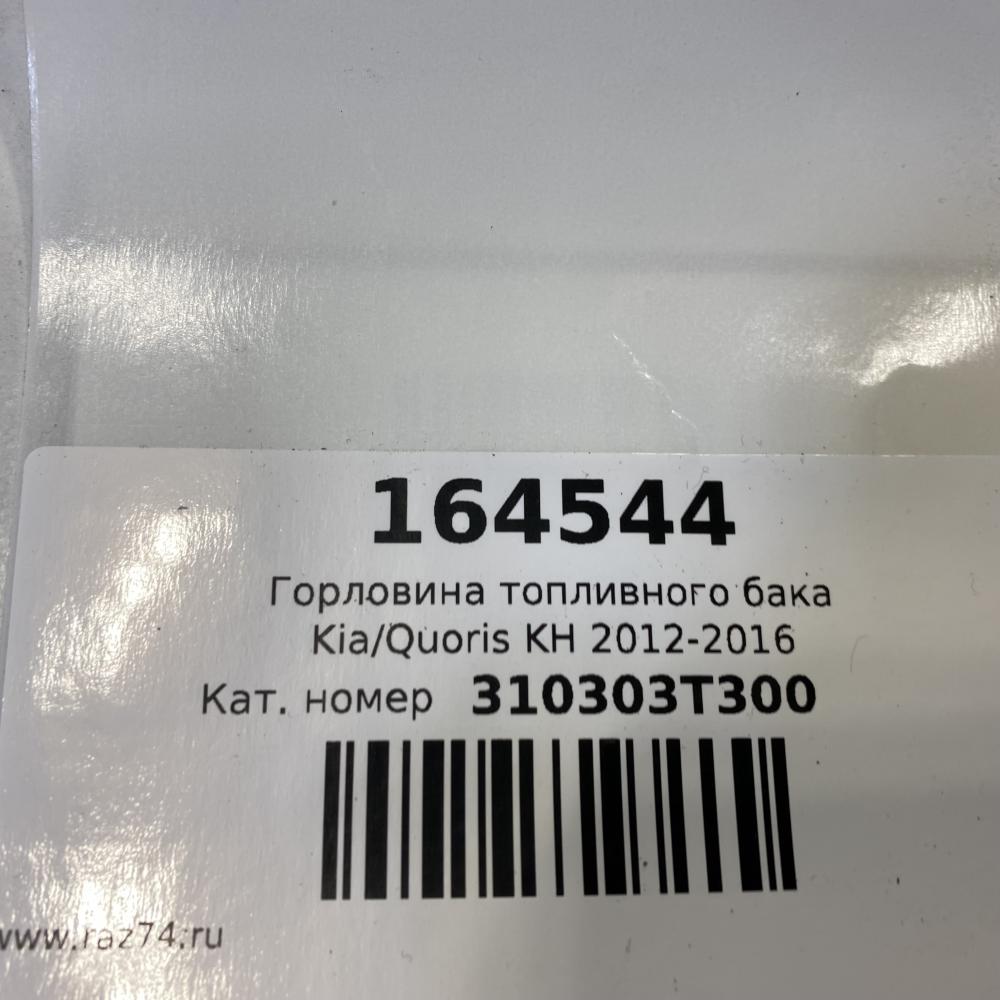 164544
Горловина топливного бака
Kia/Quoris KH 2012-2016
Кат. номер 310303T300
www.raz74.ru